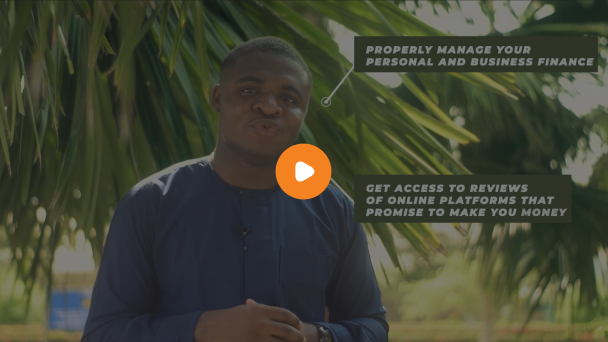 PROPERLY MANAGE YOUR
PERSONAL AND BUSINESS FINANCE
GET ACCESS TO REVIEWS
OF ONLINE PLATFORMS THAT
PROMISE TO MAKE YOU MONEY